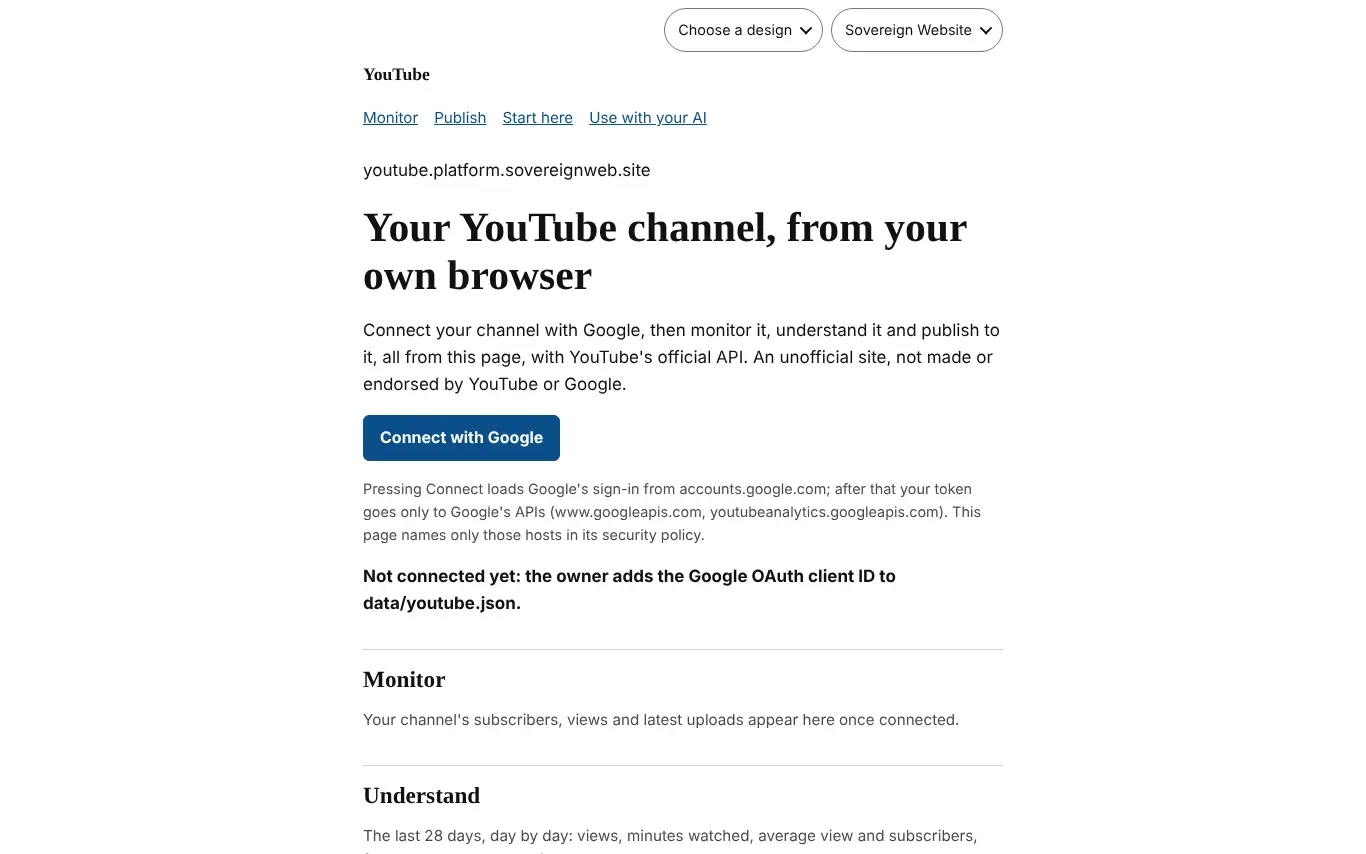 Choose a design
Sovereign Website
YouTube
Monitor Publish Start here Use with your AI
youtube.platform.sovereignweb.site
Your YouTube channel, from your
own browser
Connect your channel with Google, then monitor it, understand it and publish to
it, all from this page, with YouTube's official API. An unofficial site, not made or
endorsed by YouTube or Google.
Connect with Google
Pressing Connect loads Google's sign-in from accounts.google.com; after that your token
goes only to Google's APIs (www.googleapis.com, youtubeanalytics.googleapis.com). This
page names only those hosts in its security policy.
Not connected yet: the owner adds the Google OAuth client ID to
data/youtube.json.
Monitor
Your channel's subscribers, views and latest uploads appear here once connected.
Understand
The last 28 days, day by day: views, minutes watched, average view and subscribers,